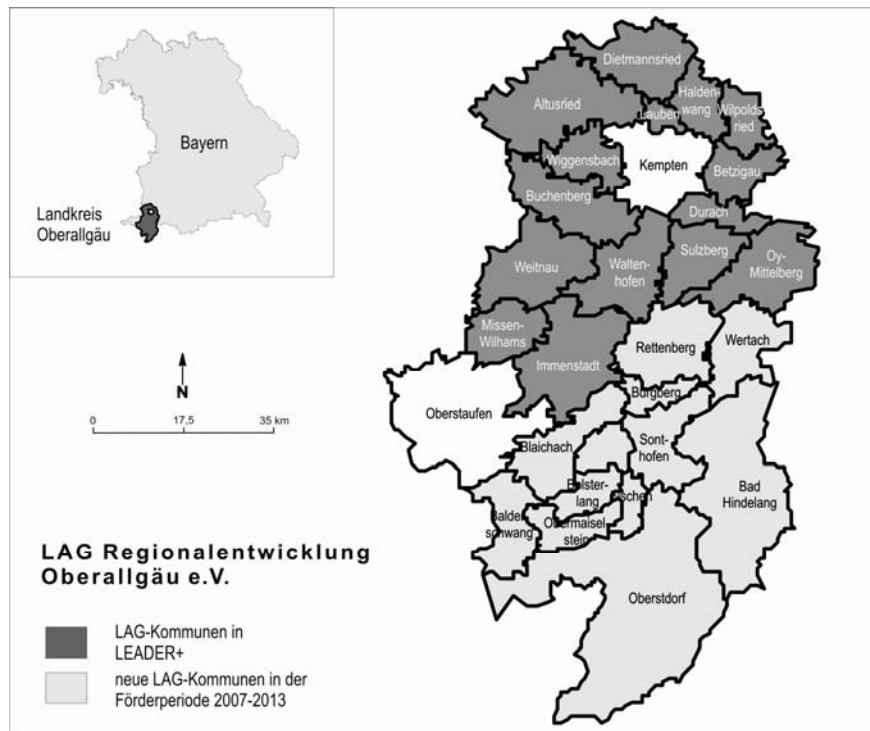 Bayern
Landkreis
Oberallgäu
N
0 17,5 35 km
LAG Regionalentwicklung
Oberallgäu e.V.
LAG-Kommunen in
LEADER+
neue LAG-Kommunen in der
Förderperiode 2007-2013
Dietmannsried
Altusried
Lauben
Halden-
wang
Wilpolds
ried
Wiggensbach
Kempten
Betzigau
Buchenberg
Durach
Weitnau
Walten-
hofen
Sulzberg
Oy-
Mittelberg
Missen-
Wilhams
Immenstadt
Rettenberg
Wertach
Oberstaufen
Burgberg
Blaichach
Sont-
hofen
Bad
Hindelang
Bolster-
lang
Fischen
Balder
schwang
Obermaisel
stein
Oberstdorf